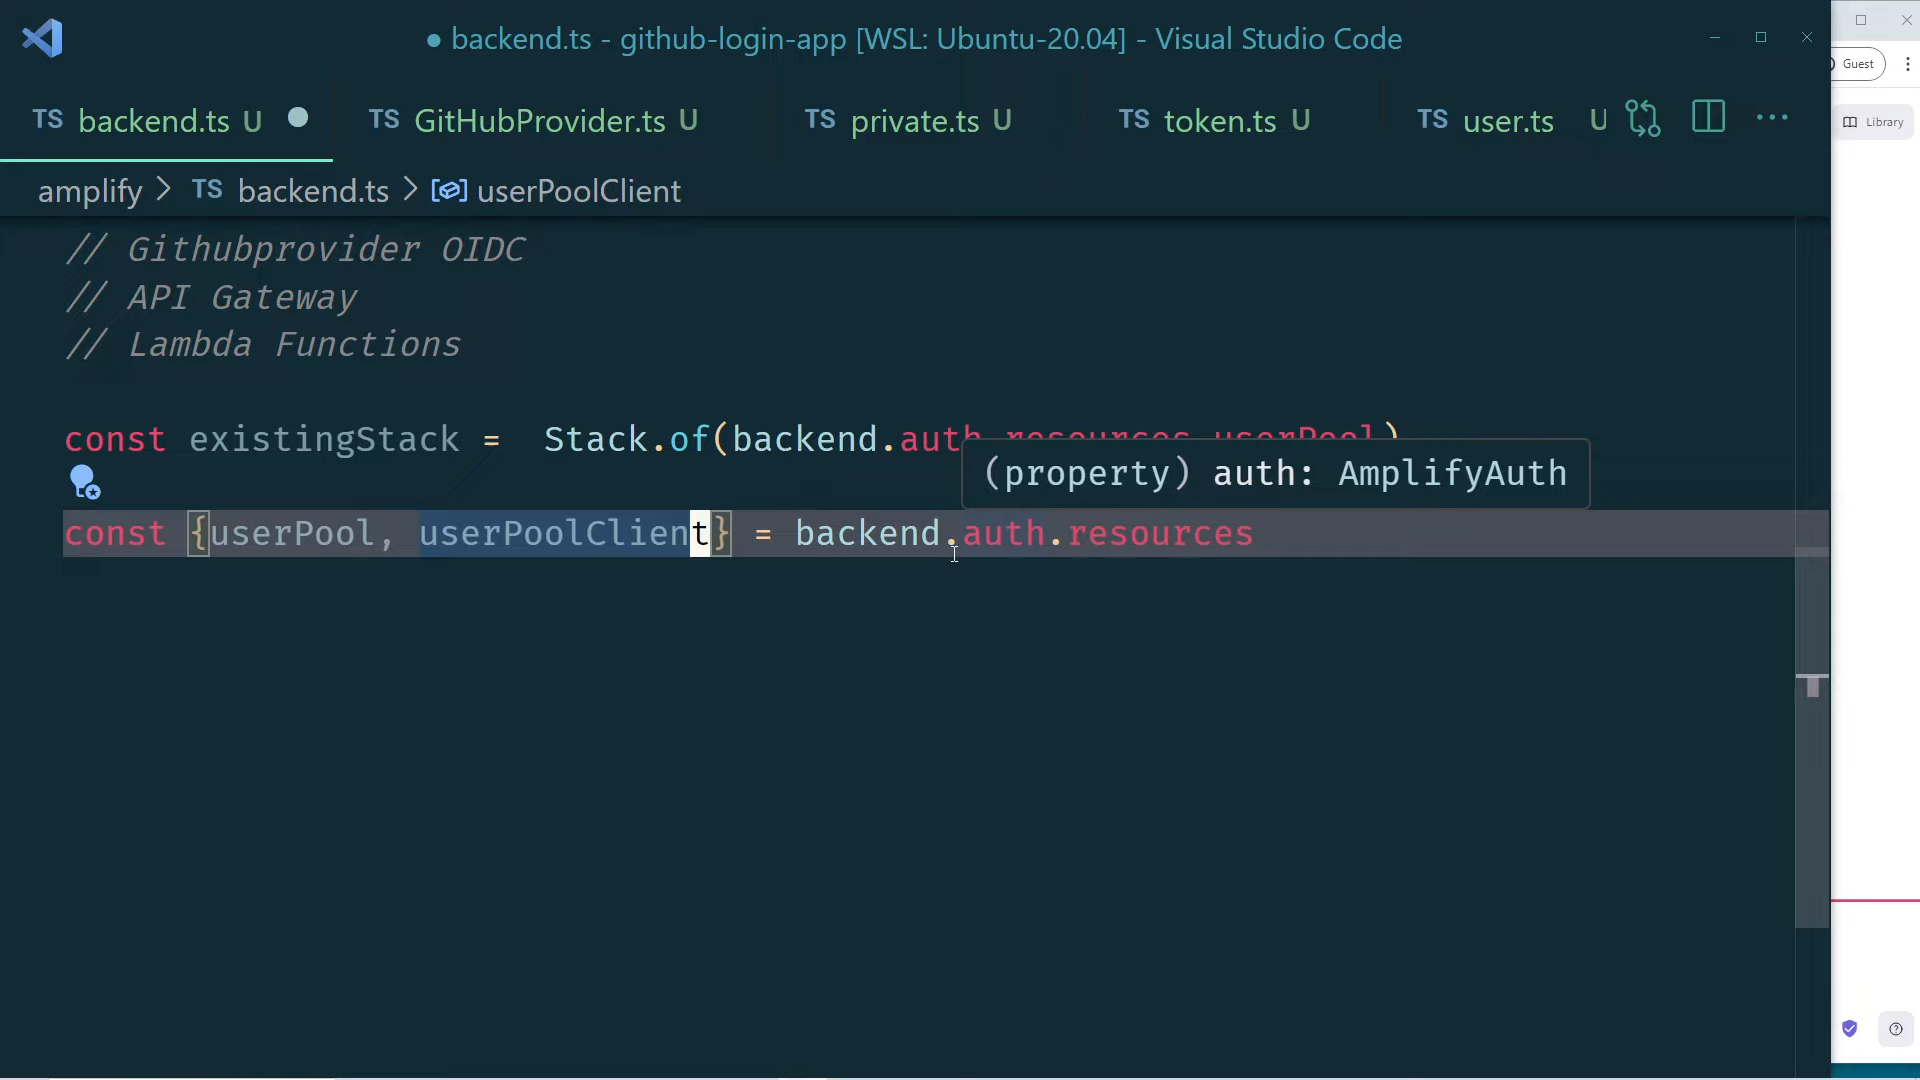 ● backend.ts - github-login-app [WSL: Ubuntu-20.04] - Visual Studio Code
Guest
TS backend.ts U
TS GitHubProvider.ts U
TS private.ts U
TS token.ts U
TS user.ts U
Library
amplify > TS backend.ts > userPoolClient
// Githubprovider OIDC
// API Gateway
// Lambda Functions
const existingStack =  Stack.of(backend.auth.resources.userPool)
(property) auth: AmplifyAuth
const {userPool, userPoolClient} = backend.auth.resources